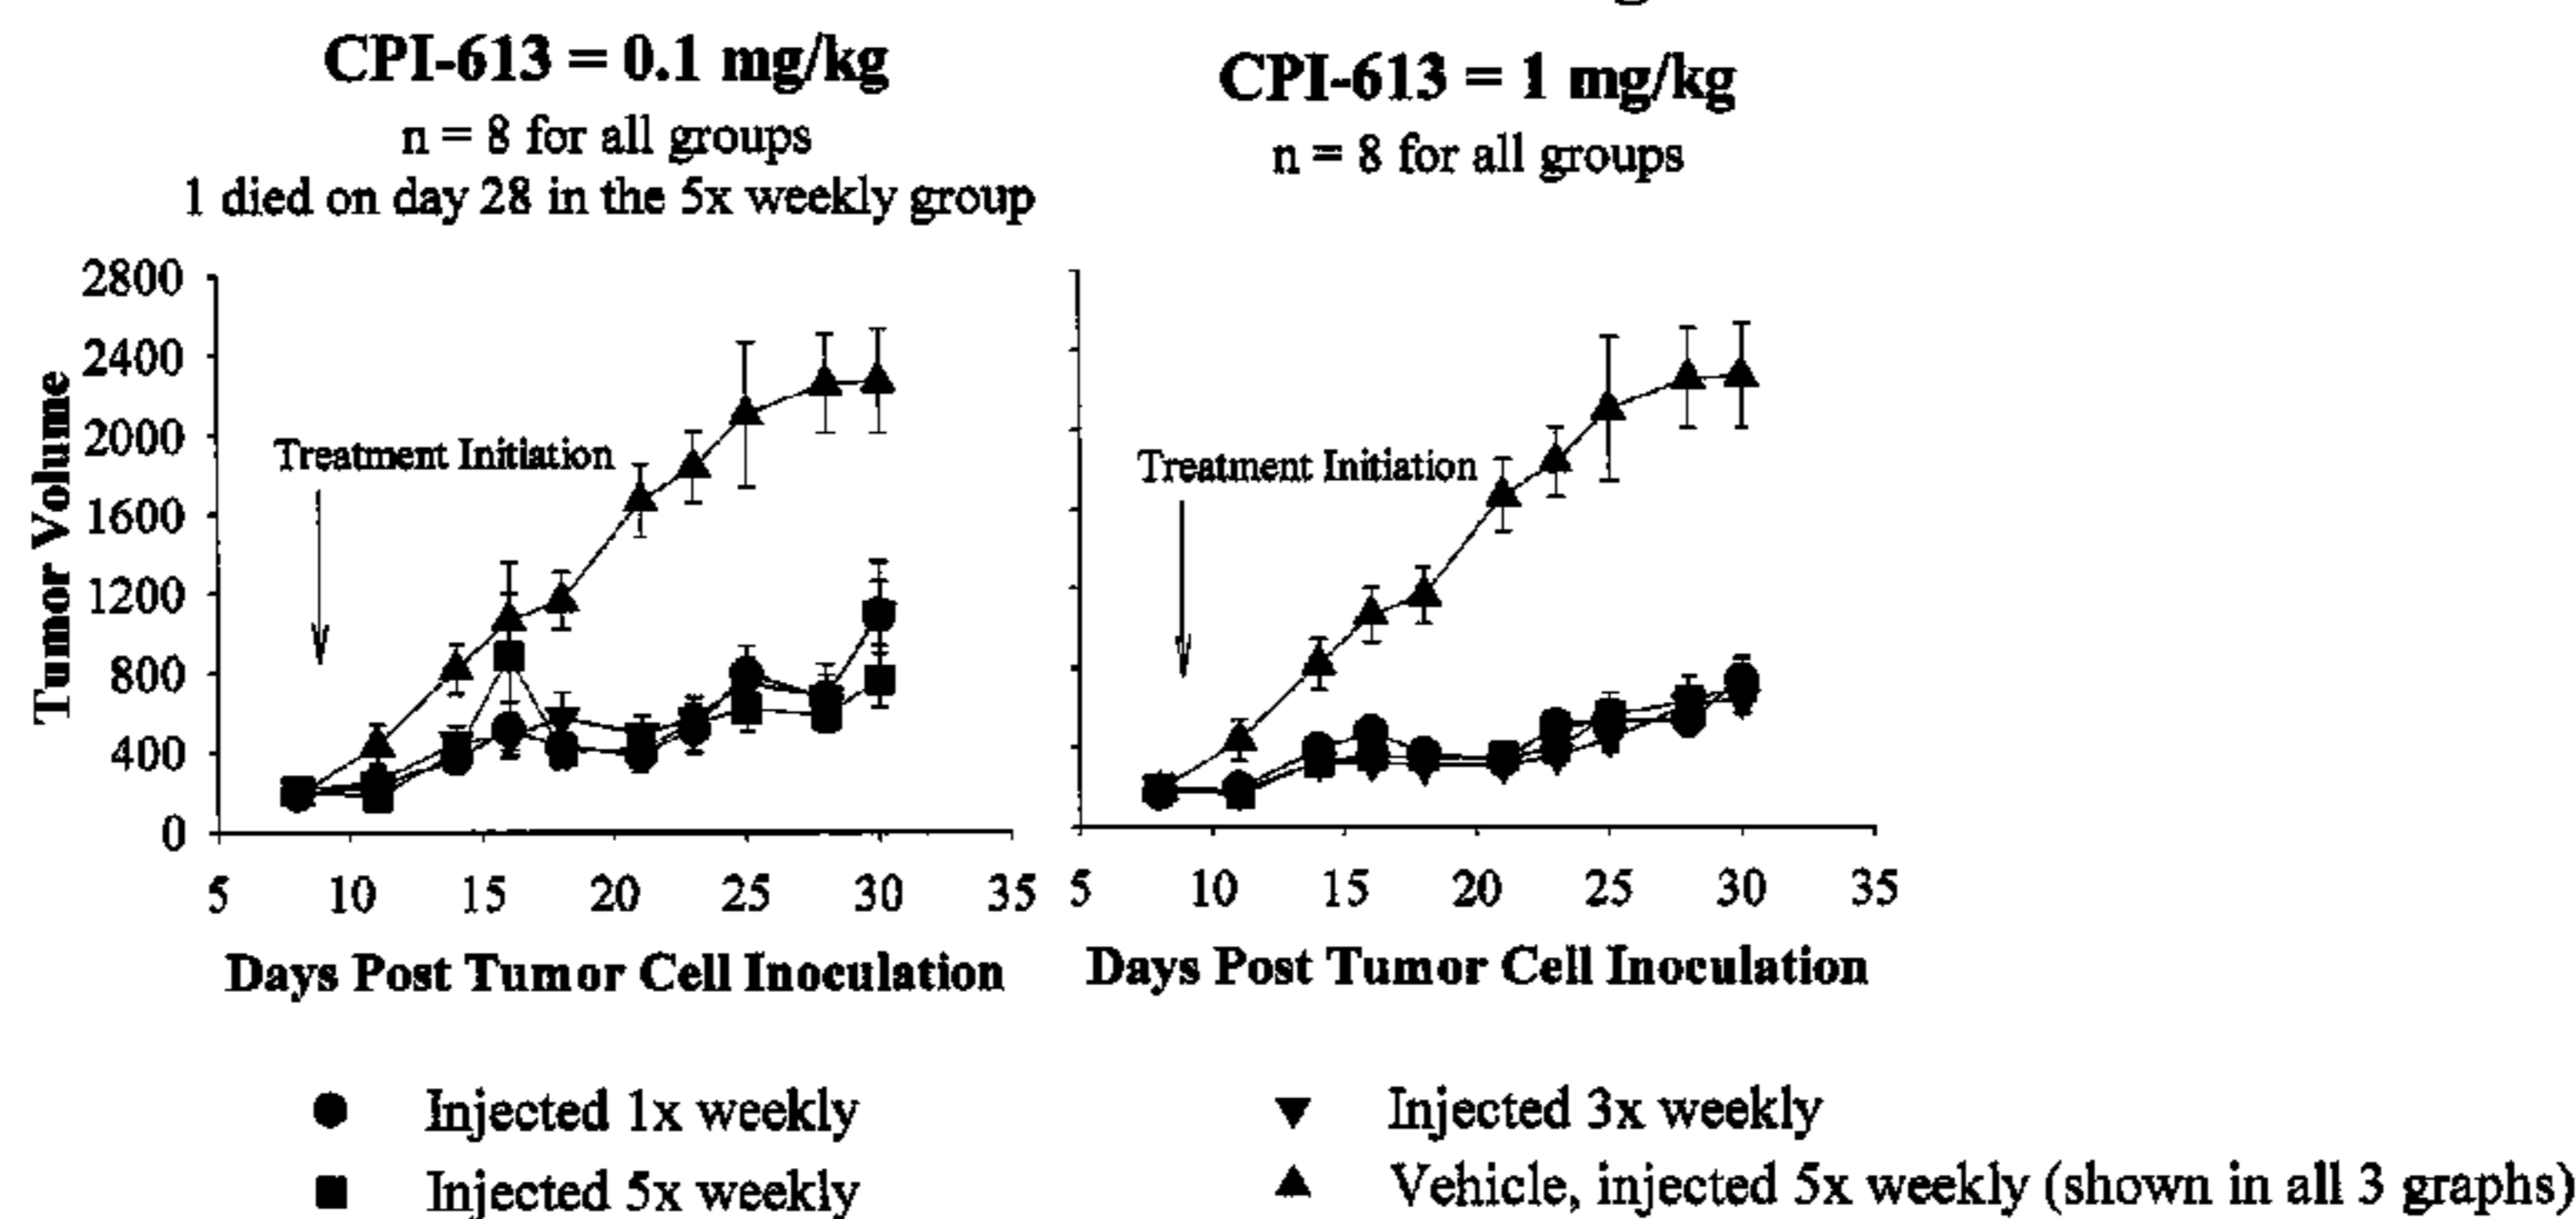 CPI-613 = 0.1 mg/kg
n = 8 for all groups
1 died on day 28 in the 5x weekly group
CPI-613 = 1 mg/kg
n = 8 for all groups
Tumor Volume
2800
2400
2000
1600
1200
800
400
0
Treatment Initiation
5 10 15 20 25 30 35
Days Post Tumor Cell Inoculation
Treatment Initiation
5 10 15 20 25 30 35
Days Post Tumor Cell Inoculation
Injected 1x weekly
Injected 5x weekly
Injected 3x weekly
Vehicle, injected 5x weekly (shown in all 3 graphs)